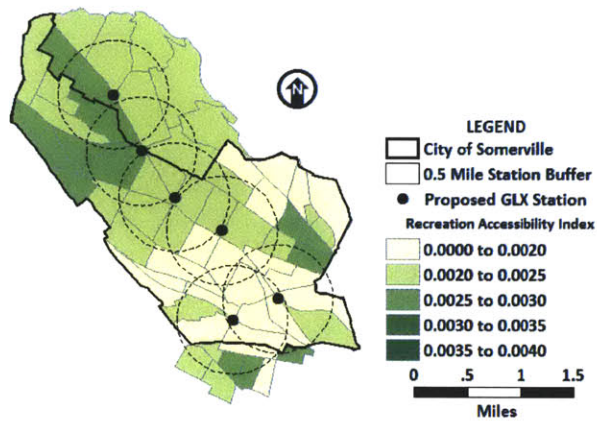 N
LEGEND
City of Somerville
0.5 Mile Station Buffer
Proposed GLX Station
Recreation Accessibility Index
0.0000 to 0.0020
0.0020 to 0.0025
0.0025 to 0.0030
0.0030 to 0.0035
0.0035 to 0.0040
0 .5 1 1.5
Miles